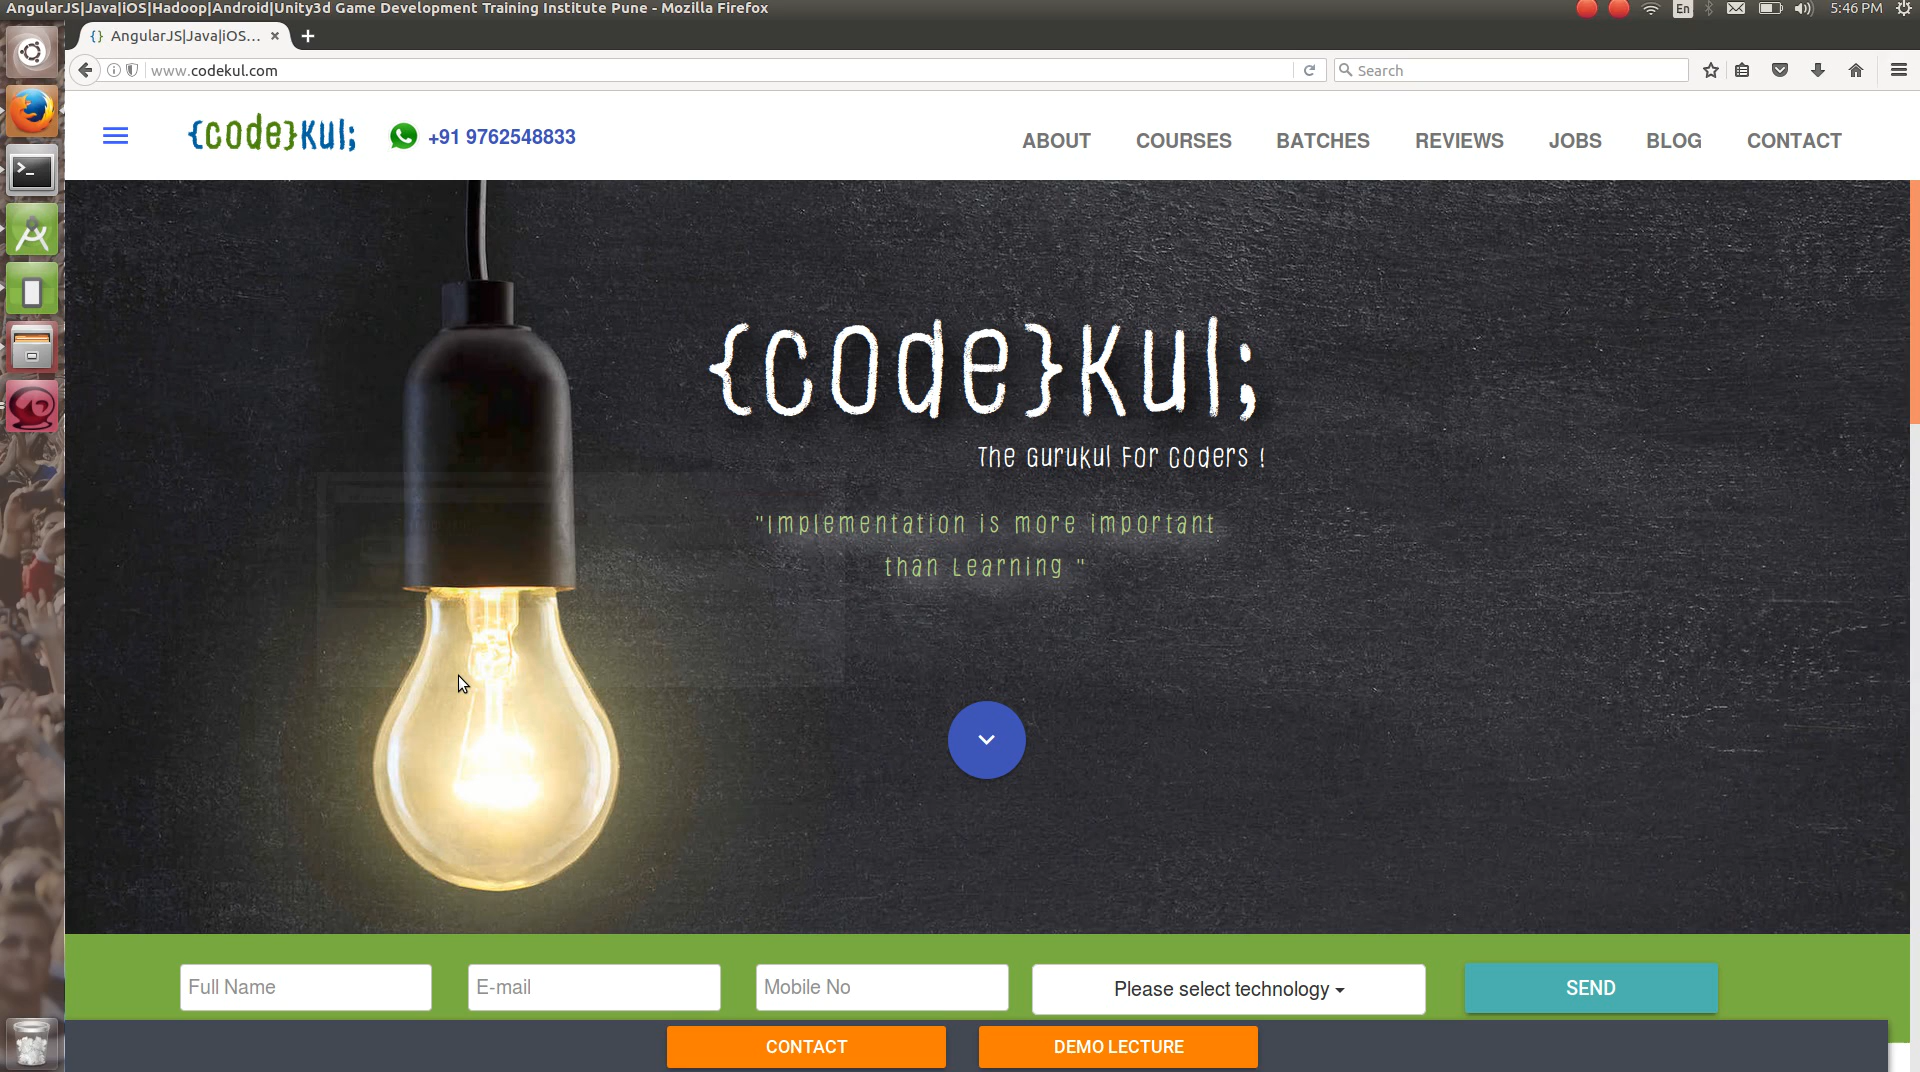 AngularJS|Java|iOS|Hadoop|Android|Unity3d Game Development Training Institute Pune - Mozilla Firefox
En
5:46 PM
{} AngularJS|Java|iOS...
www.codekul.com
Search
{code}kul;
+91 9762548833
ABOUT
COURSES
BATCHES
REVIEWS
JOBS
BLOG
CONTACT
{code}kul;
The Gurukul For Coders !
"Implementation is more important
than Learning "
Full Name
E-mail
Mobile No
Please select technology
SEND
CONTACT
DEMO LECTURE